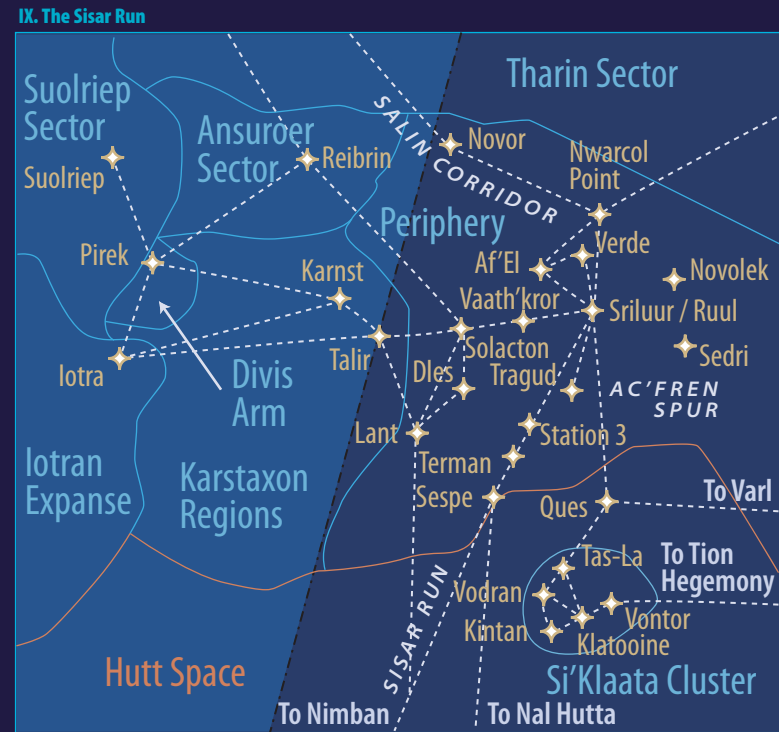 IX. The Sisar Run
Tharin Sector
Suolriep
Sector
Ansuroer
Sector
SALIN CORRIDOR
Novor
Nwarcol
Point
Suolriep
Reibrin
Periphery
Verde
Pirek
Af'El
Novolek
Karnst
Vaath'kror
Sriluur / Ruul
Talir
Solacton
Sedri
Iotra
Divis
Arm
Dles
Tragud
AC'FREN
SPUR
Lant
Station 3
Iotran
Expanse
Karstaxon
Regions
Terman
Sespe
Ques
To Varl
Tas-La
To Tion
Hegemony
Vodran
SISAR RUN
Kintan
Vontor
Klatooine
Hutt Space
Si'Klaata Cluster
To Nimban
To Nal Hutta